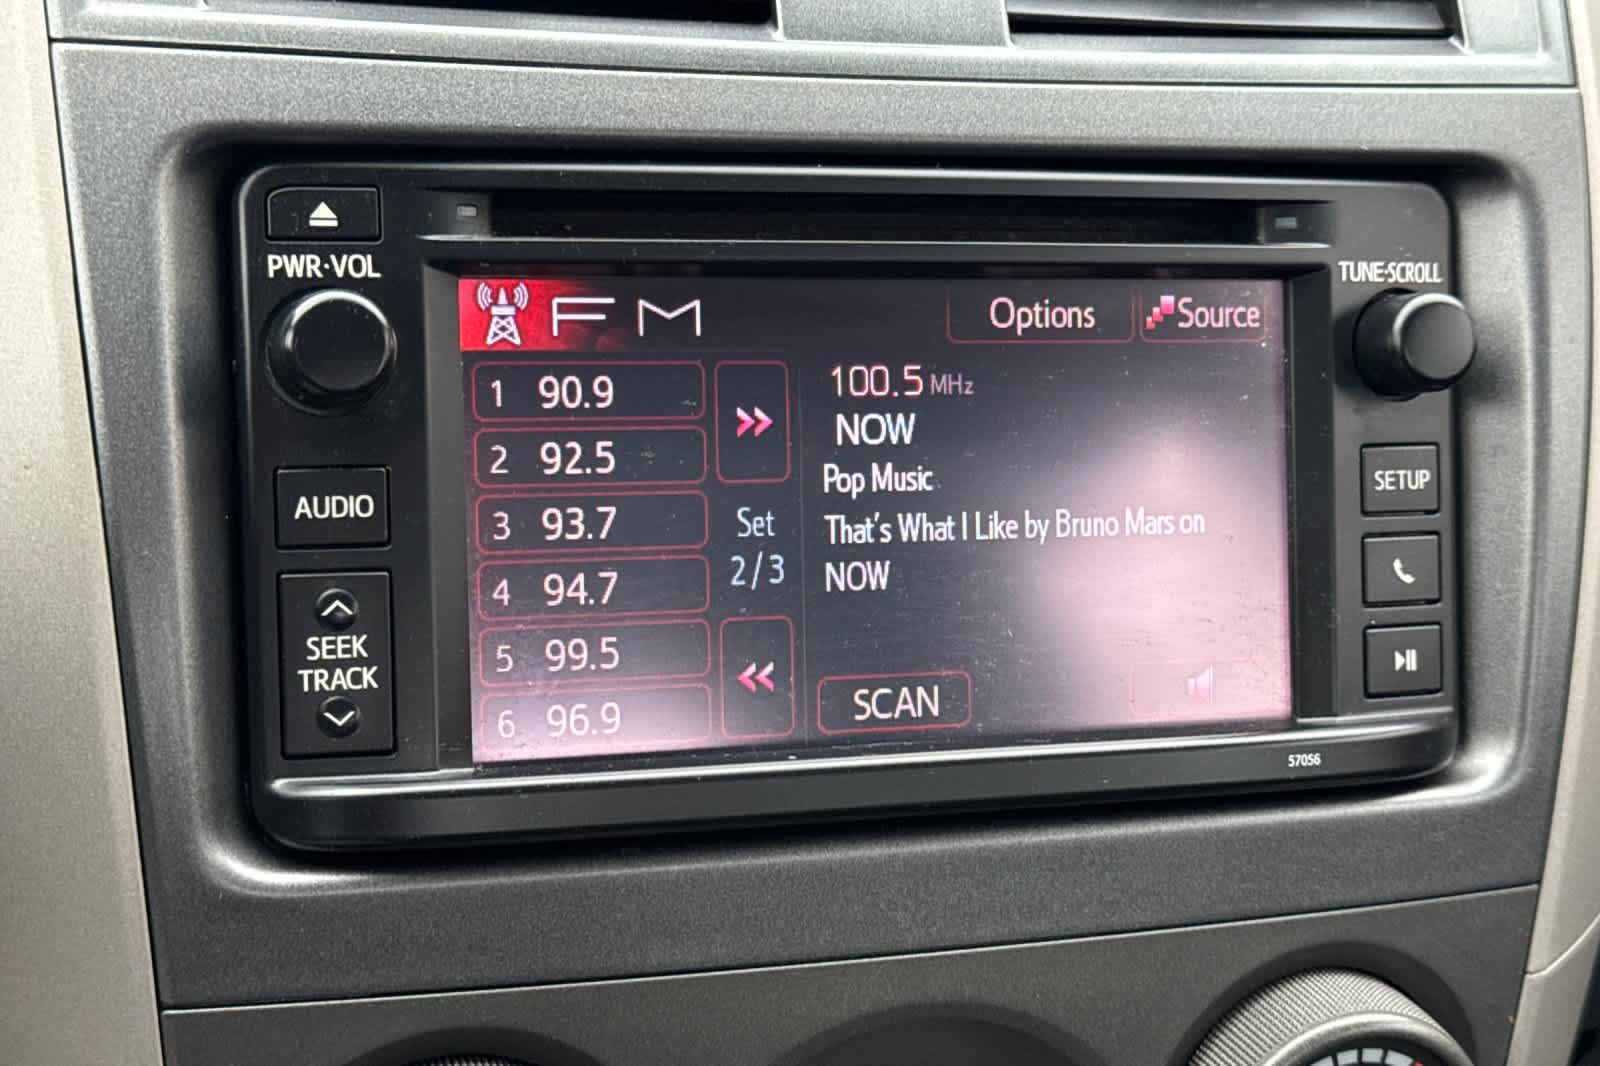 PWR·VOL
AUDIO
SEEK
TRACK
FM
Options
Source
1 90.9
2 92.5
3 93.7
4 94.7
5 99.5
6 96.9
Set
2/3
100.5 MHz
NOW
Pop Music
That's What I Like by Bruno Mars on
NOW
SCAN
TUNE·SCROLL
SETUP
57056